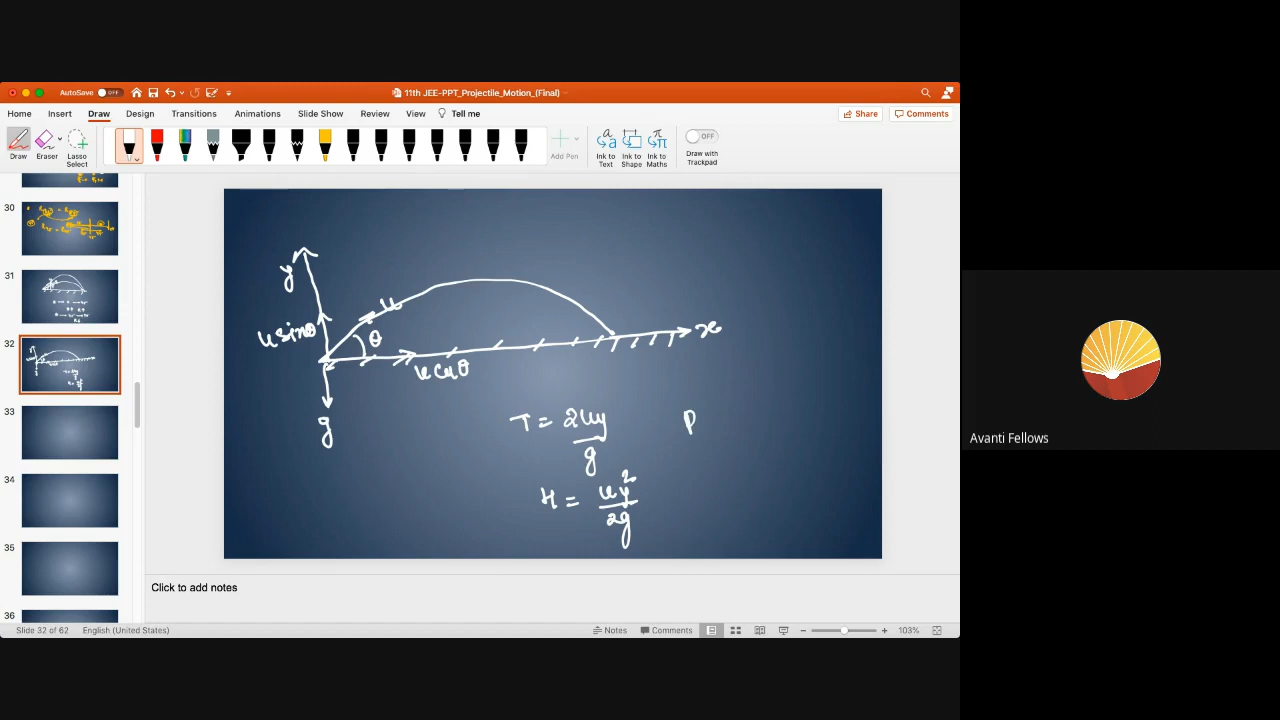 AutoSave OFF
11th JEE-PPT_Projectile_Motion_(Final)
Home Insert Draw Design Transitions Animations Slide Show Review View Tell me
Share Comments
Draw Eraser Lasso Select
Add Pen
Ink to Text Ink to Shape Ink to Maths
OFF
Draw with Trackpad
30
31
32
33
34
35
36
y
u
u sinθ
θ
x
u cosθ
g
T = 2uy
g
P
H = uy²
2g
Click to add notes
Slide 32 of 62 English (United States)
Notes Comments 103%
Avanti Fellows